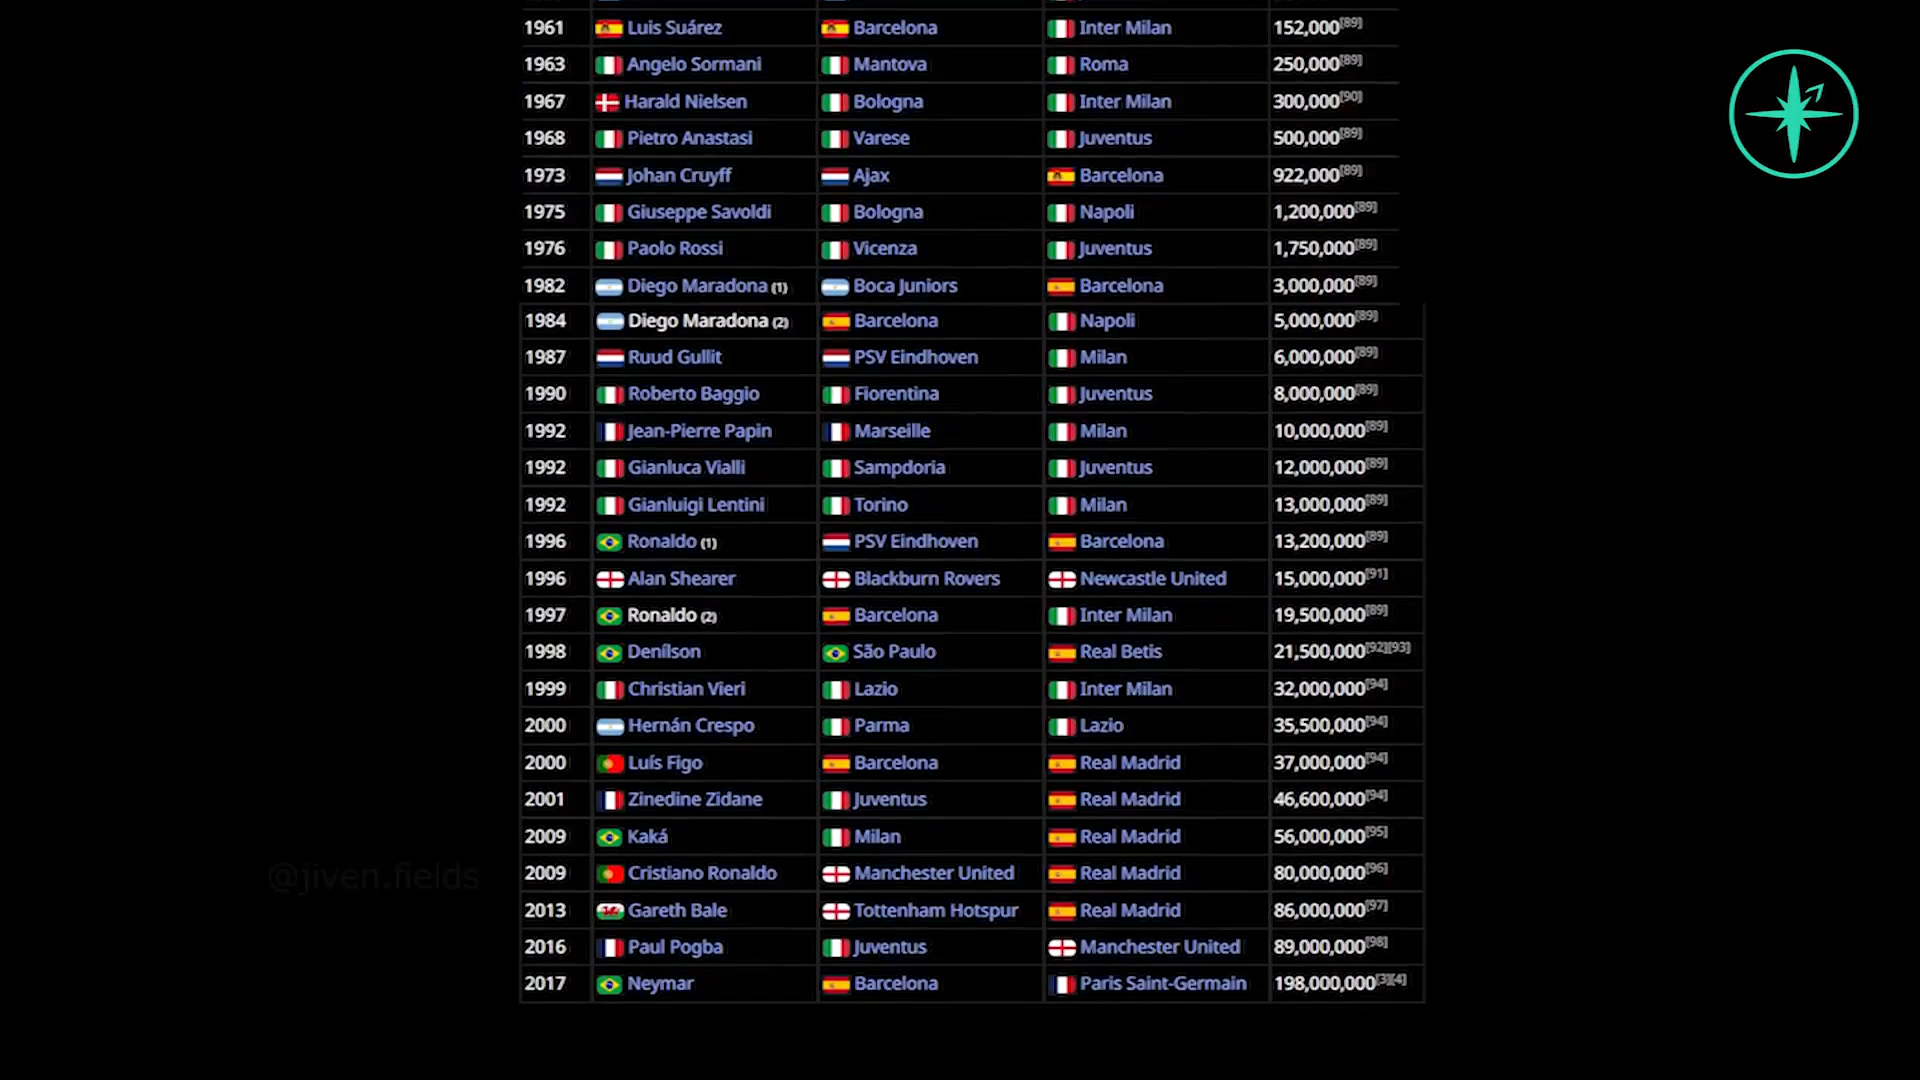 1961 Luis Suárez Barcelona Inter Milan 152,000[89]
1963 Angelo Sormani Mantova Roma 250,000[89]
1967 Harald Nielsen Bologna Inter Milan 300,000[90]
1968 Pietro Anastasi Varese Juventus 500,000[89]
1973 Johan Cruyff Ajax Barcelona 922,000[89]
1975 Giuseppe Savoldi Bologna Napoli 1,200,000[89]
1976 Paolo Rossi Vicenza Juventus 1,750,000[89]
1982 Diego Maradona (1) Boca Juniors Barcelona 3,000,000[89]
1984 Diego Maradona (2) Barcelona Napoli 5,000,000[89]
1987 Ruud Gullit PSV Eindhoven Milan 6,000,000[89]
1990 Roberto Baggio Fiorentina Juventus 8,000,000[89]
1992 Jean-Pierre Papin Marseille Milan 10,000,000[89]
1992 Gianluca Vialli Sampdoria Juventus 12,000,000[89]
1992 Gianluigi Lentini Torino Milan 13,000,000[89]
1996 Ronaldo (1) PSV Eindhoven Barcelona 13,200,000[89]
1996 Alan Shearer Blackburn Rovers Newcastle United 15,000,000[91]
1997 Ronaldo (2) Barcelona Inter Milan 19,500,000[89]
1998 Denílson São Paulo Real Betis 21,500,000[92][93]
1999 Christian Vieri Lazio Inter Milan 32,000,000[94]
2000 Hernán Crespo Parma Lazio 35,500,000[94]
2000 Luís Figo Barcelona Real Madrid 37,000,000[94]
2001 Zinedine Zidane Juventus Real Madrid 46,600,000[94]
2009 Kaká Milan Real Madrid 56,000,000[95]
2009 Cristiano Ronaldo Manchester United Real Madrid 80,000,000[96]
@jiven.fields
2013 Gareth Bale Tottenham Hotspur Real Madrid 86,000,000[97]
2016 Paul Pogba Juventus Manchester United 89,000,000[98]
2017 Neymar Barcelona Paris Saint-Germain 198,000,000[3][4]